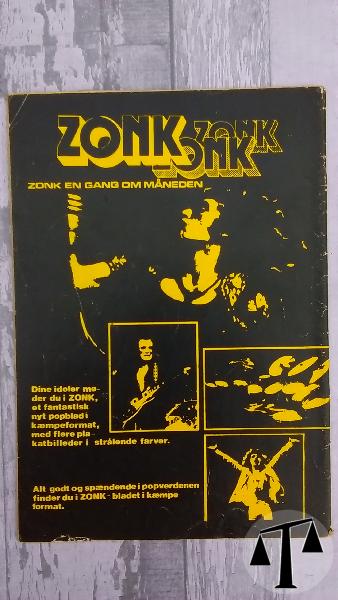 ZONK ZONK
ZONK
ZONK EN GANG OM MÅNEDEN
Dine idoler mø-
der du i ZONK,
et fantastisk
nyt popblad i
kæmpeformat,
med flere pla-
katbilleder i strålende farver.
Alt godt og spændende i popverdenen
finder du i ZONK-bladet i kæmpe
format.